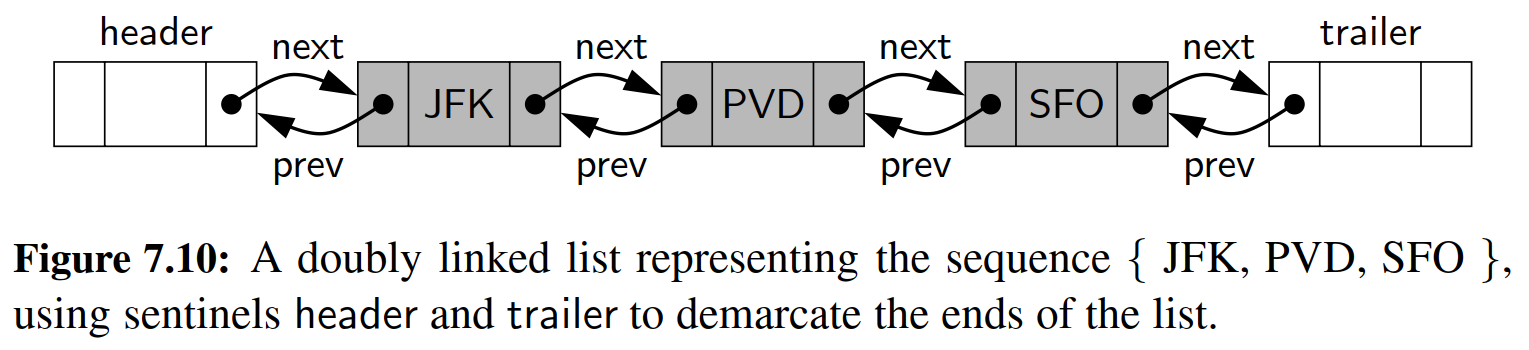 header next next next next trailer
JFK PVD SFO
prev prev prev prev
Figure 7.10: A doubly linked list representing the sequence { JFK, PVD, SFO },
using sentinels header and trailer to demarcate the ends of the list.